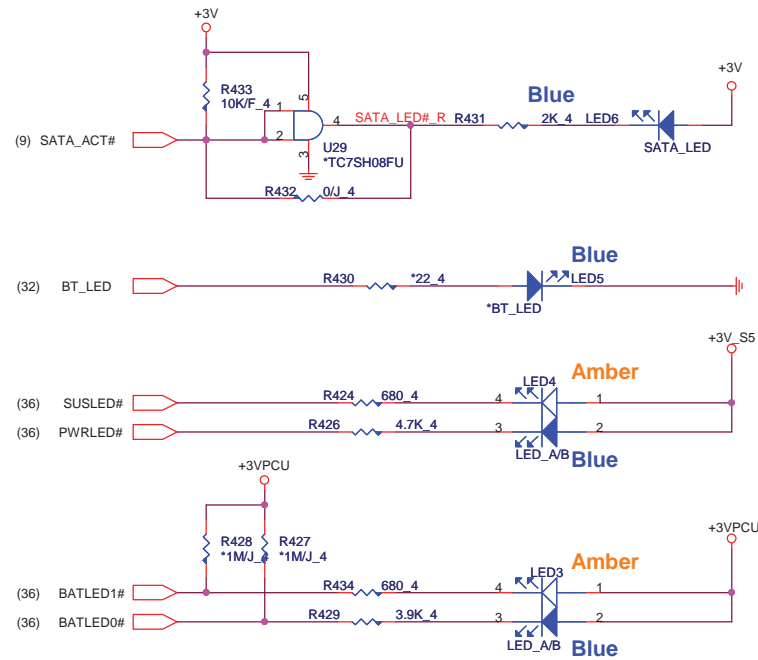 +3V
R433
10K/F_4
(9) SATA_ACT#
1
2
5
4
3
U29
*TC7SH08FU
SATA_LED#_R
R431
2K_4
Blue
LED6
SATA_LED
+3V
R432
0/J_4
(32) BT_LED
R430
*22_4
Blue
LED5
*BT_LED
+3V_S5
Amber
(36) SUSLED#
R424
680_4
4
LED4
1
(36) PWRLED#
R426
4.7K_4
3
2
LED_A/B
Blue
+3VPCU
R428
*1M/J_4
R427
*1M/J_4
+3VPCU
Amber
(36) BATLED1#
R434
680_4
4
LED3
1
(36) BATLED0#
R429
3.9K_4
3
2
LED_A/B
Blue